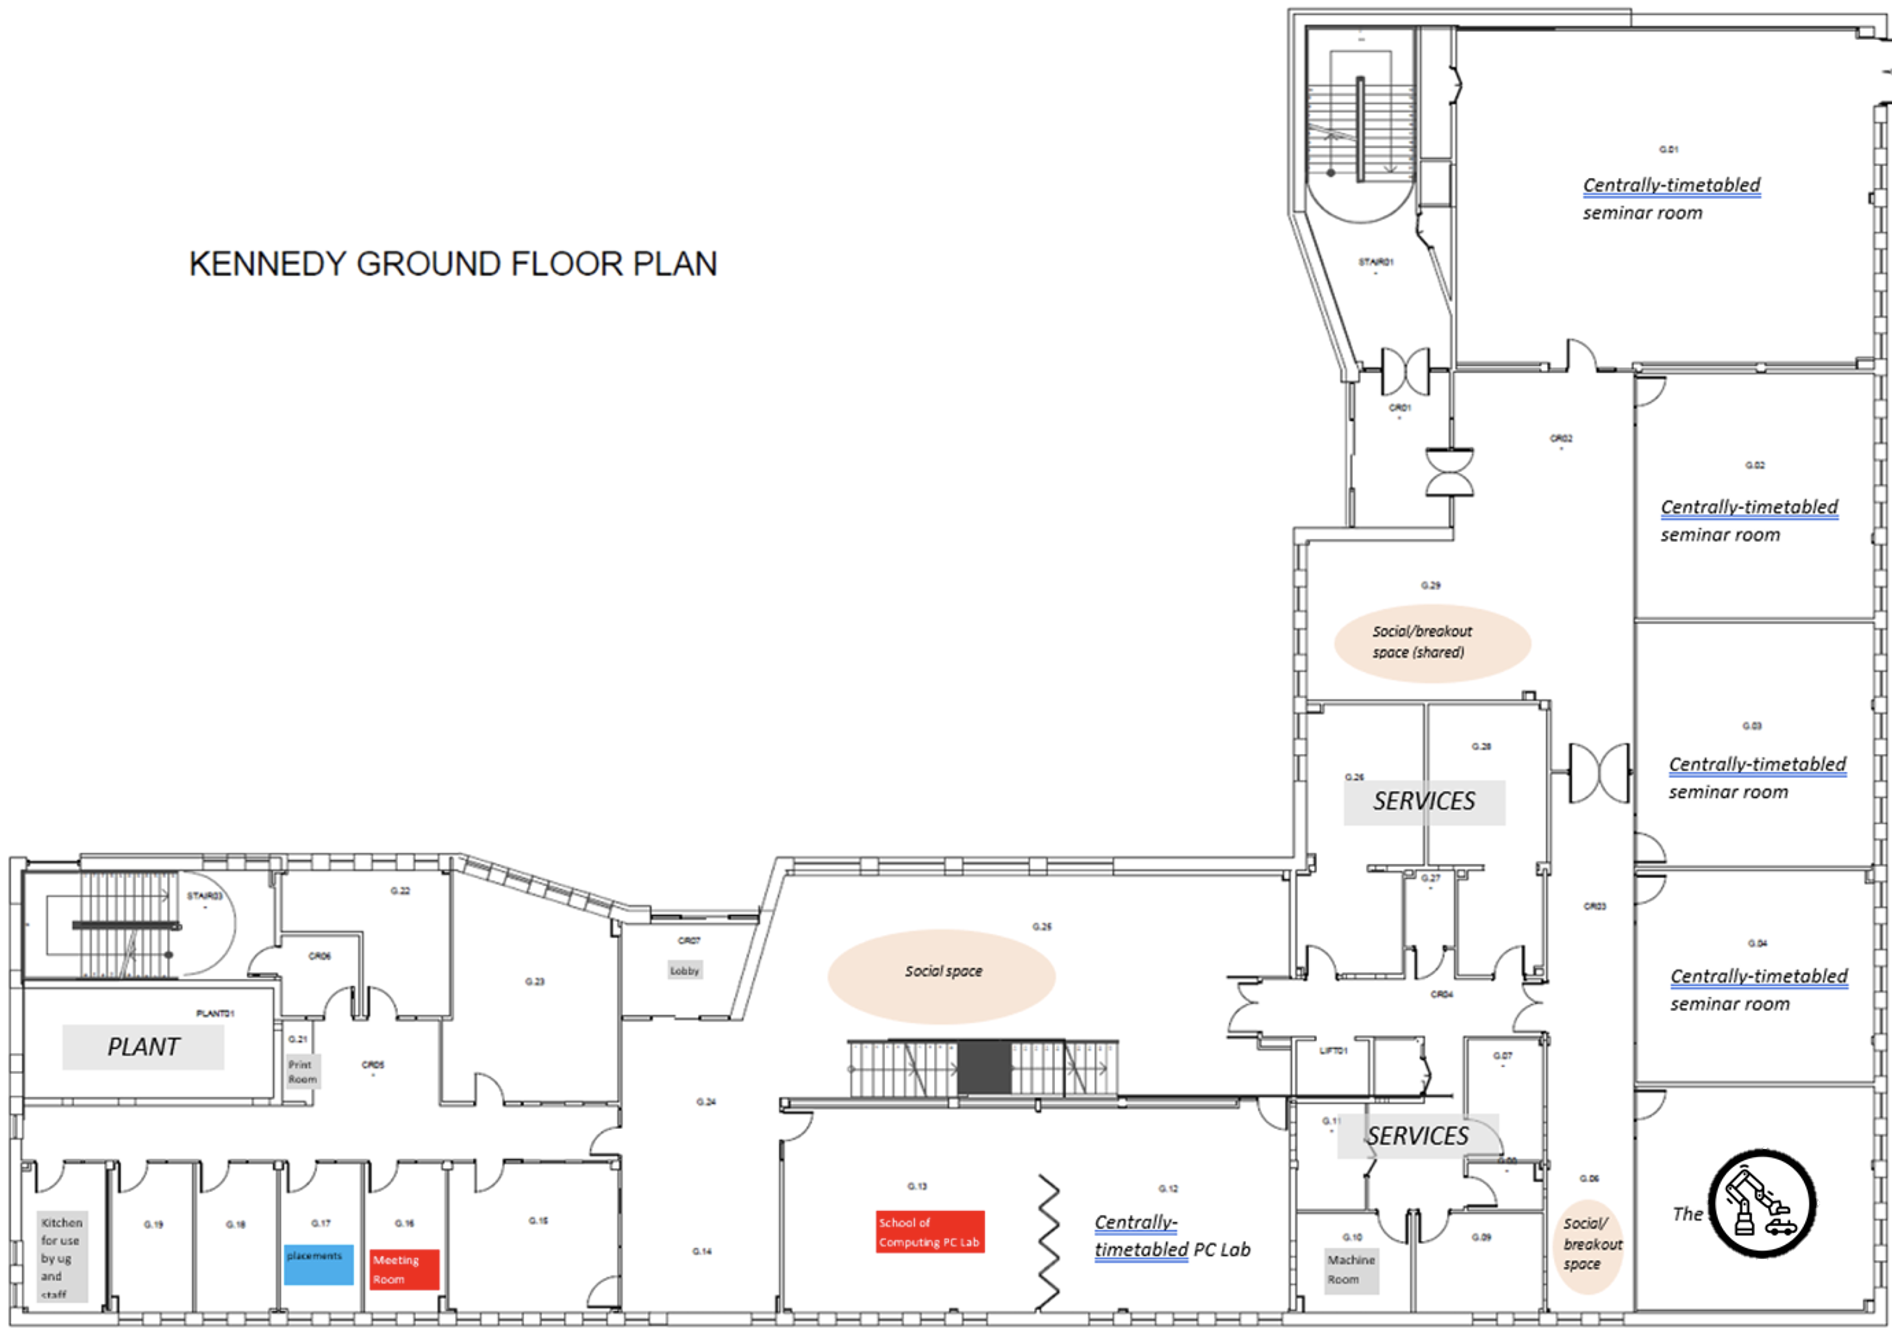 KENNEDY GROUND FLOOR PLAN
G.01
Centrally-timetabled
seminar room
STAIR01
CR01
CR02
G.02
Centrally-timetabled
seminar room
G.29
Social/breakout
space (shared)
G.03
Centrally-timetabled
seminar room
G.28
G.26
SERVICES
G.27
CR03
G.04
Centrally-timetabled
seminar room
STAIR03
G.22
CR06
G.23
CR07
Lobby
G.25
Social space
CR04
PLANT01
PLANT
G.21
Print
Room
CR05
G.24
LIFT01
G.07
G.11
SERVICES
G.06
Social/
breakout
space
The
Kitchen
for use
by ug
and
staff
G.19
G.18
G.17
placements
G.16
Meeting
Room
G.15
G.14
G.13
School of
Computing PC Lab
G.12
Centrally-
timetabled PC Lab
G.10
Machine
Room
G.09